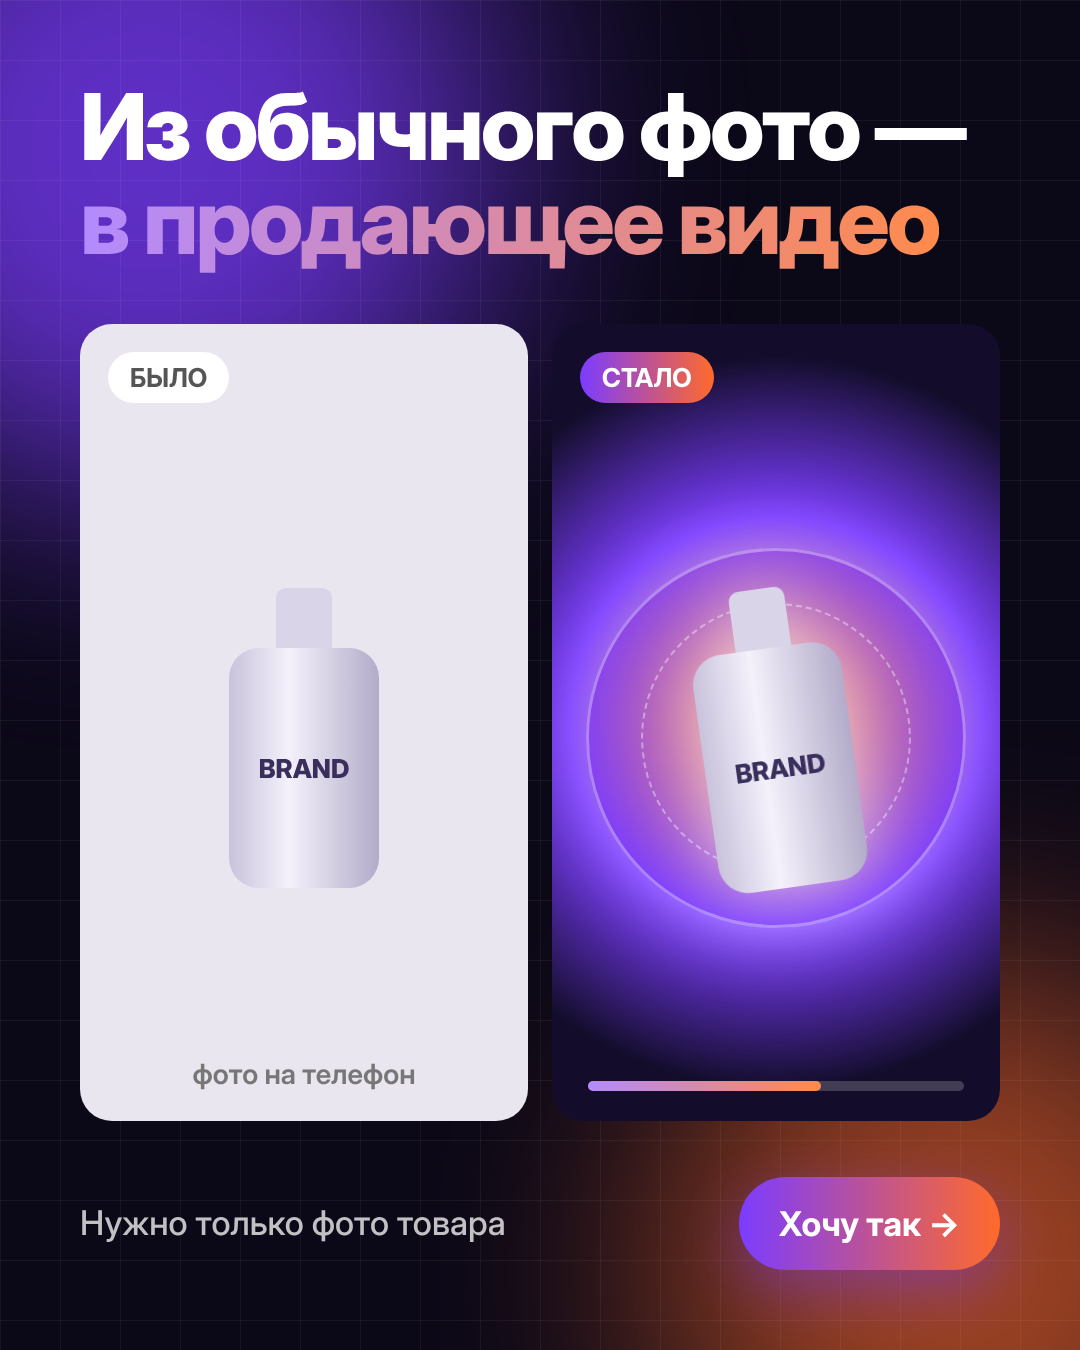 Из обычного фото —
в продающее видео
БЫЛО
СТАЛО
BRAND
BRAND
фото на телефон
Нужно только фото товара
Хочу так →